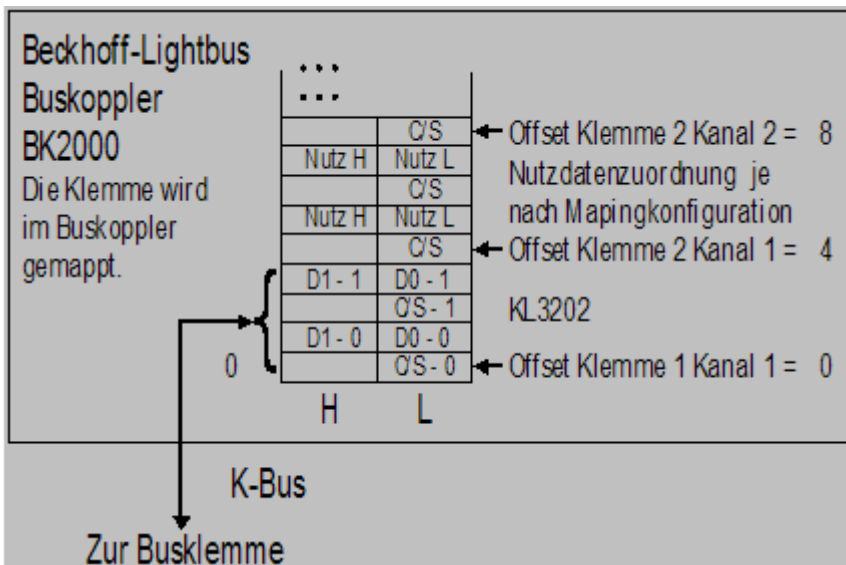 Beckhoff-Lightbus
Buskoppler
BK2000
Die Klemme wird
im Buskoppler
gemappt.
...
...
C/S
Nutz H Nutz L
C/S
Nutz H Nutz L
C/S
D1 - 1 D0 - 1
C/S - 1
D1 - 0 D0 - 0
0 C/S - 0
H L
Offset Klemme 2 Kanal 2 = 8
Nutzdatenzuordnung je
nach Mapingkonfiguration
Offset Klemme 2 Kanal 1 = 4
KL3202
Offset Klemme 1 Kanal 1 = 0
K-Bus
Zur Busklemme